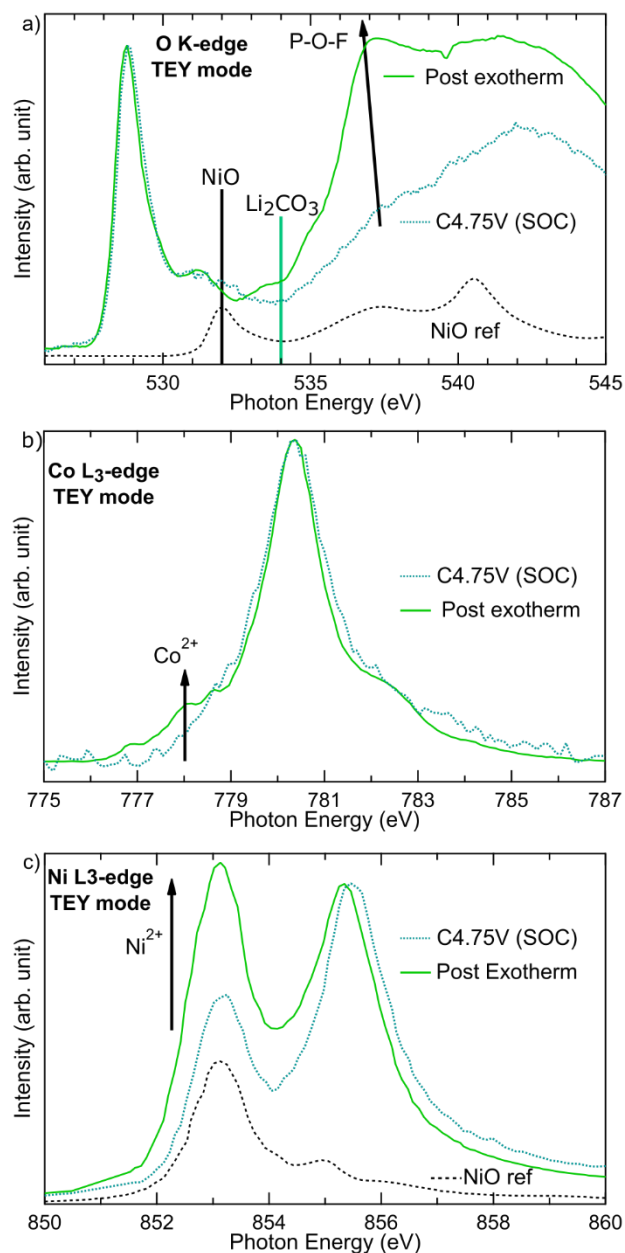 a)
O K-edge
TEY mode
P-O-F
Post exotherm
NiO
Li₂CO₃
C4.75V (SOC)
NiO ref
Intensity (arb. unit)
530 535 540 545
Photon Energy (eV)
b)
Co L₃-edge
TEY mode
C4.75V (SOC)
Post exotherm
Co²⁺
Intensity (arb. unit)
775 777 779 781 783 785 787
Photon Energy (eV)
c)
Ni L3-edge
TEY mode
Ni²⁺
C4.75V (SOC)
Post Exotherm
NiO ref
Intensity (arb. unit)
850 852 854 856 858 860
Photon Energy (eV)